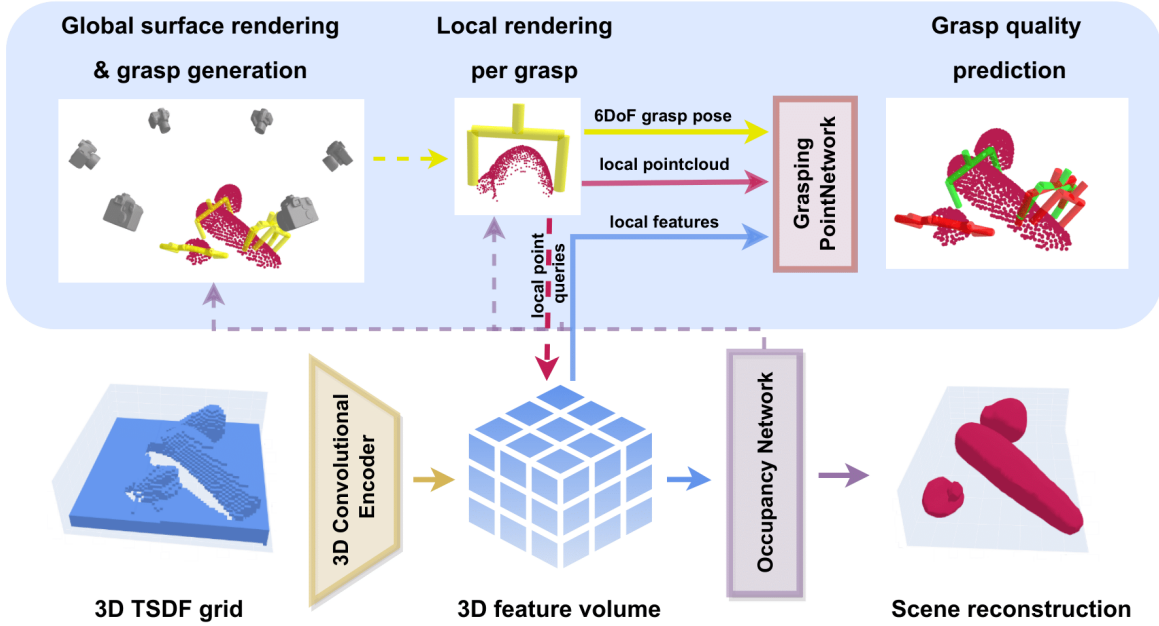 Global surface rendering
& grasp generation
Local rendering
per grasp
Grasp quality
prediction
6DoF grasp pose
local pointcloud
local features
Grasping
PointNetwork
local point
queries
3D Convolutional
Encoder
Occupancy Network
3D TSDF grid
3D feature volume
Scene reconstruction